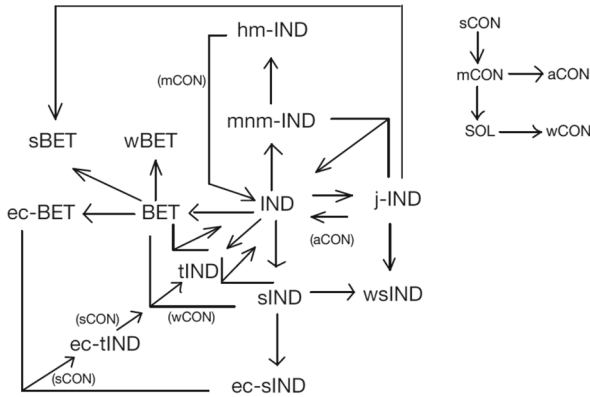 sCON
hm-IND
(mCON)
mCON
aCON
mnm-IND
SOL
wCON
sBET
wBET
ec-BET
BET
IND
j-IND
(aCON)
tIND
sIND
wsIND
(sCON)
(wCON)
ec-tIND
(sCON)
ec-sIND